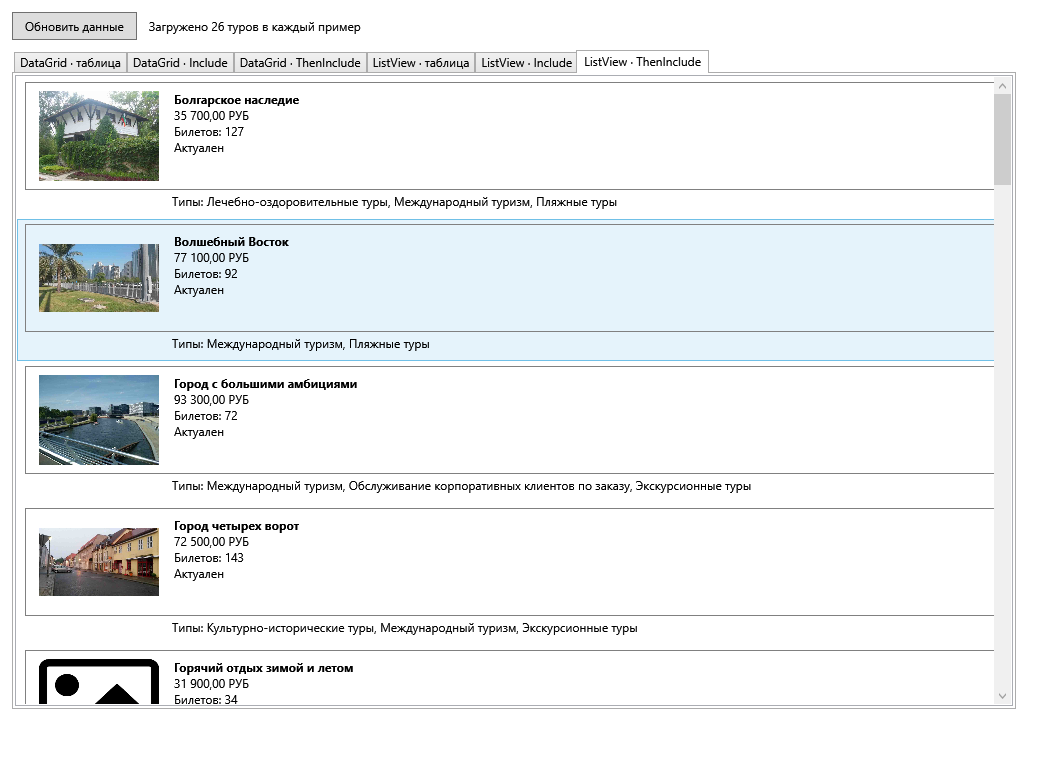 Обновить данные
Загружено 26 туров в каждый пример
DataGrid · таблица
DataGrid · Include
DataGrid · ThenInclude
ListView · таблица
ListView · Include
ListView · ThenInclude
Болгарское наследие
35 700,00 РУБ
Билетов: 127
Актуален
Типы: Лечебно-оздоровительные туры, Международный туризм, Пляжные туры
Волшебный Восток
77 100,00 РУБ
Билетов: 92
Актуален
Типы: Международный туризм, Пляжные туры
Город с большими амбициями
93 300,00 РУБ
Билетов: 72
Актуален
Типы: Международный туризм, Обслуживание корпоративных клиентов по заказу, Экскурсионные туры
Город четырех ворот
72 500,00 РУБ
Билетов: 143
Актуален
Типы: Культурно-исторические туры, Международный туризм, Экскурсионные туры
Горячий отдых зимой и летом
31 900,00 РУБ
Билетов: 34